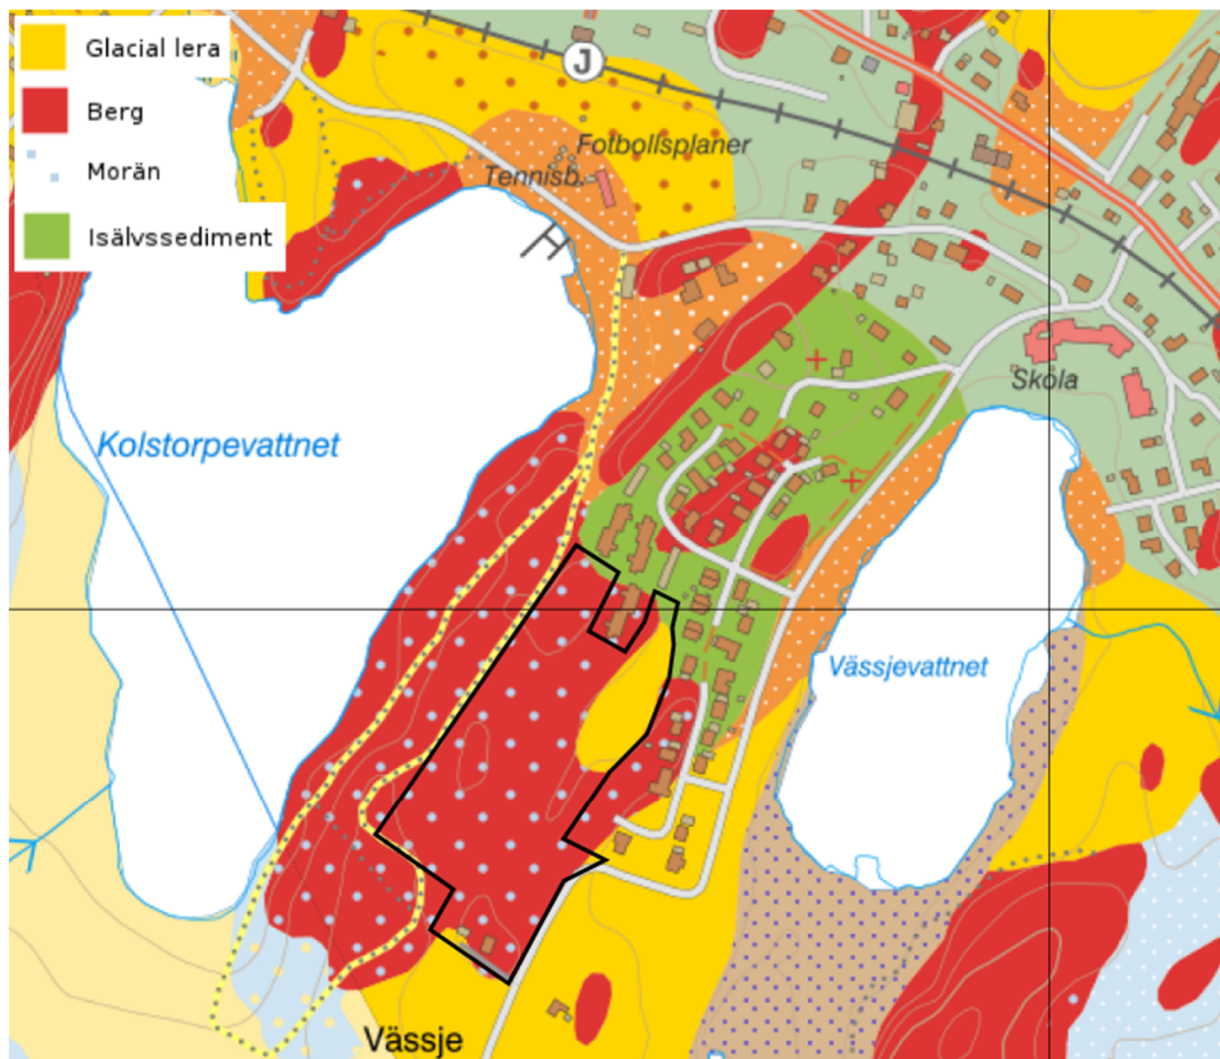 Glacial lera
Berg
Morän
Isälvssediment
J
Fotbollsplaner
Tennisb.
Skola
Kolstorpevattnet
Vässjevattnet
Vässje